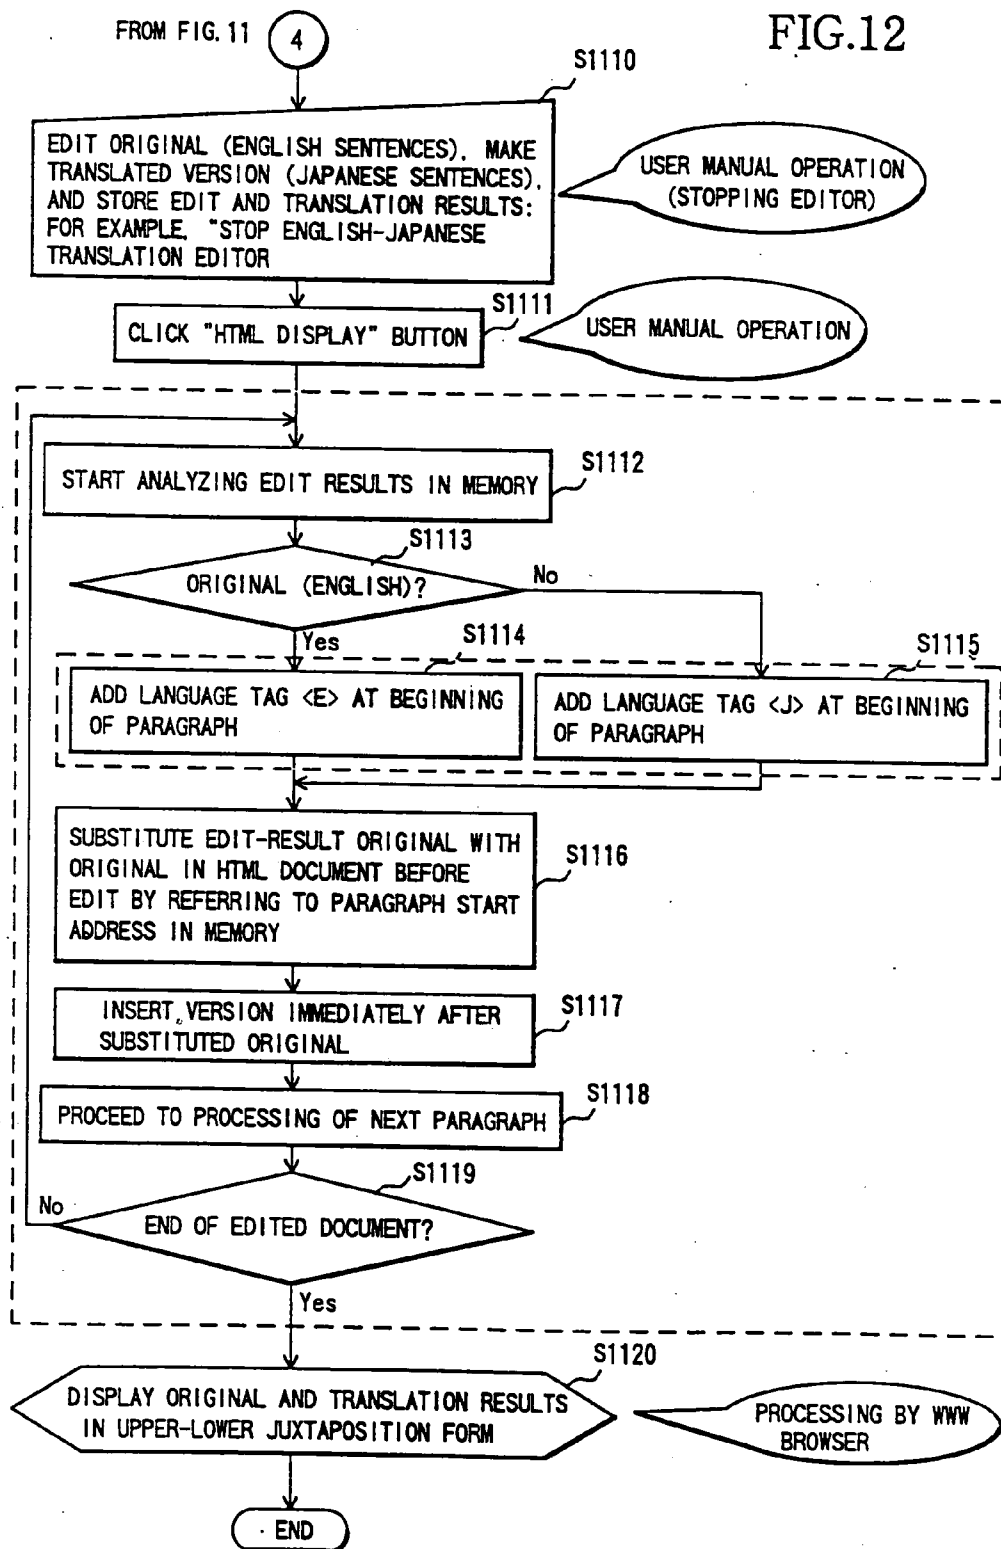 FROM FIG. 11
4
FIG.12
S1110
EDIT ORIGINAL (ENGLISH SENTENCES), MAKE
TRANSLATED VERSION (JAPANESE SENTENCES),
AND STORE EDIT AND TRANSLATION RESULTS:
FOR EXAMPLE, "STOP ENGLISH-JAPANESE
TRANSLATION EDITOR
USER MANUAL OPERATION
(STOPPING EDITOR)
S1111
CLICK "HTML DISPLAY" BUTTON
USER MANUAL OPERATION
S1112
START ANALYZING EDIT RESULTS IN MEMORY
S1113
ORIGINAL (ENGLISH)?
No
Yes
S1114
ADD LANGUAGE TAG <E> AT BEGINNING
OF PARAGRAPH
S1115
ADD LANGUAGE TAG <J> AT BEGINNING
OF PARAGRAPH
SUBSTITUTE EDIT-RESULT ORIGINAL WITH
ORIGINAL IN HTML DOCUMENT BEFORE
EDIT BY REFERRING TO PARAGRAPH START
ADDRESS IN MEMORY
S1116
INSERT VERSION IMMEDIATELY AFTER
SUBSTITUTED ORIGINAL
S1117
PROCEED TO PROCESSING OF NEXT PARAGRAPH
S1118
S1119
No
END OF EDITED DOCUMENT?
Yes
S1120
DISPLAY ORIGINAL AND TRANSLATION RESULTS
IN UPPER-LOWER JUXTAPOSITION FORM
PROCESSING BY WWW
BROWSER
END